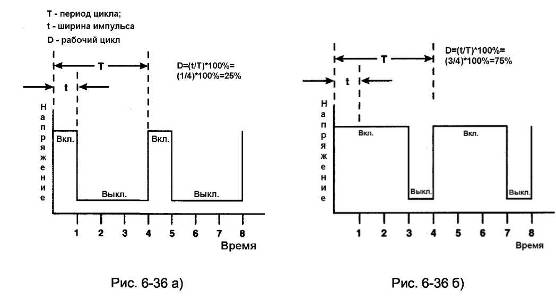 T - период цикла;
t - ширина импульса
D - рабочий цикл
D=(t/T)*100%=
(1/4)*100%=25%
T
t
Напряжение
Вкл.
Выкл.
Вкл.
Выкл.
1 2 3 4 5 6 7 8
Время
Рис. 6-36 а)
D=(t/T)*100%=
(3/4)*100%=75%
T
t
Напряжение
Вкл.
Выкл.
Вкл.
Выкл.
1 2 3 4 5 6 7 8
Время
Рис. 6-36 б)